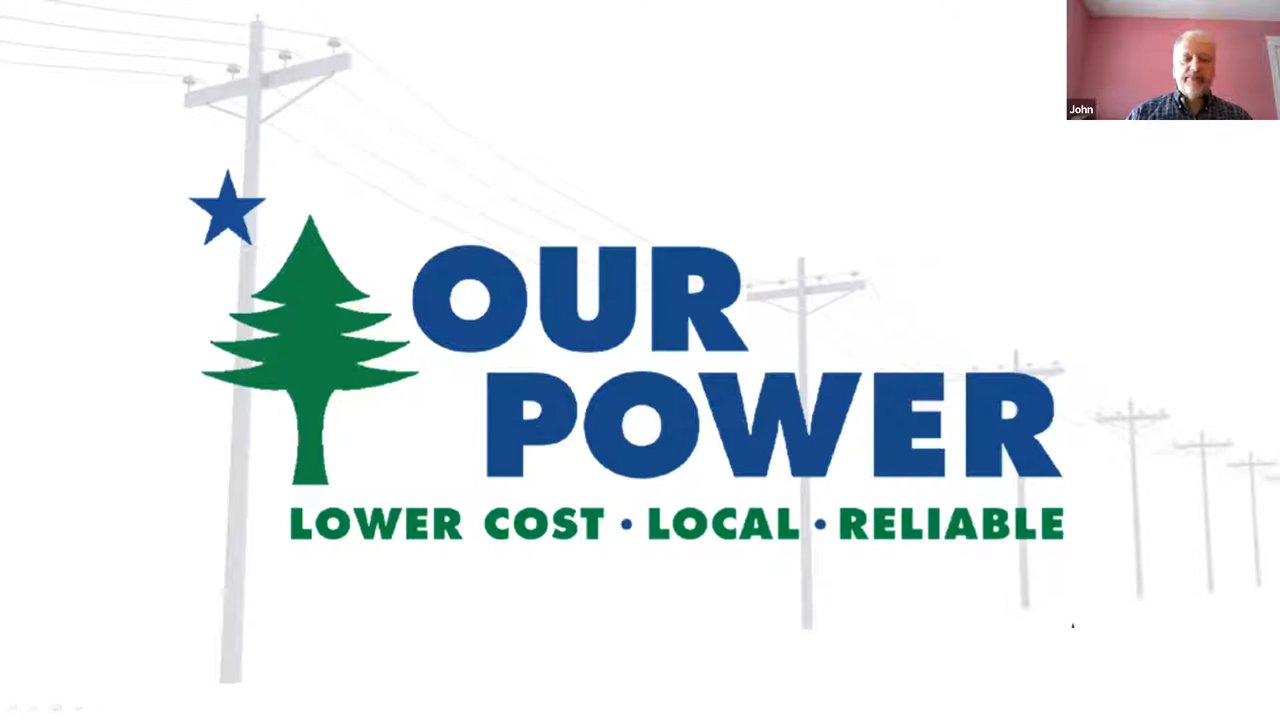 John
OUR
POWER
LOWER COST • LOCAL • RELIABLE